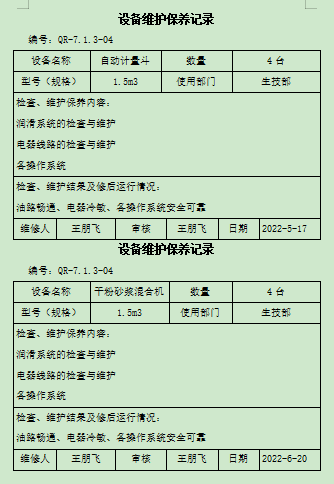 设备维护保养记录
编号：QR-7.1.3-04
设备名称 自动计量斗 数量 4台
型号（规格） 1.5m3 使用部门 生技部
检查、维护保养内容：
润滑系统的检查与维护
电器线路的检查与维护
各操作系统
检查、维护结果及修后运行情况：
油路畅通、电器冷敏、各操作系统安全可靠
维修人 王朋飞 审核 王朋飞 日期 2022-5-17
设备维护保养记录
编号：QR-7.1.3-04
设备名称 干粉砂浆混合机 数量 4台
型号（规格） 1.5m3 使用部门 生技部
检查、维护保养内容：
润滑系统的检查与维护
电器线路的检查与维护
各操作系统
检查、维护结果及修后运行情况：
油路畅通、电器冷敏、各操作系统安全可靠
维修人 王朋飞 审核 王朋飞 日期 2022-6-20